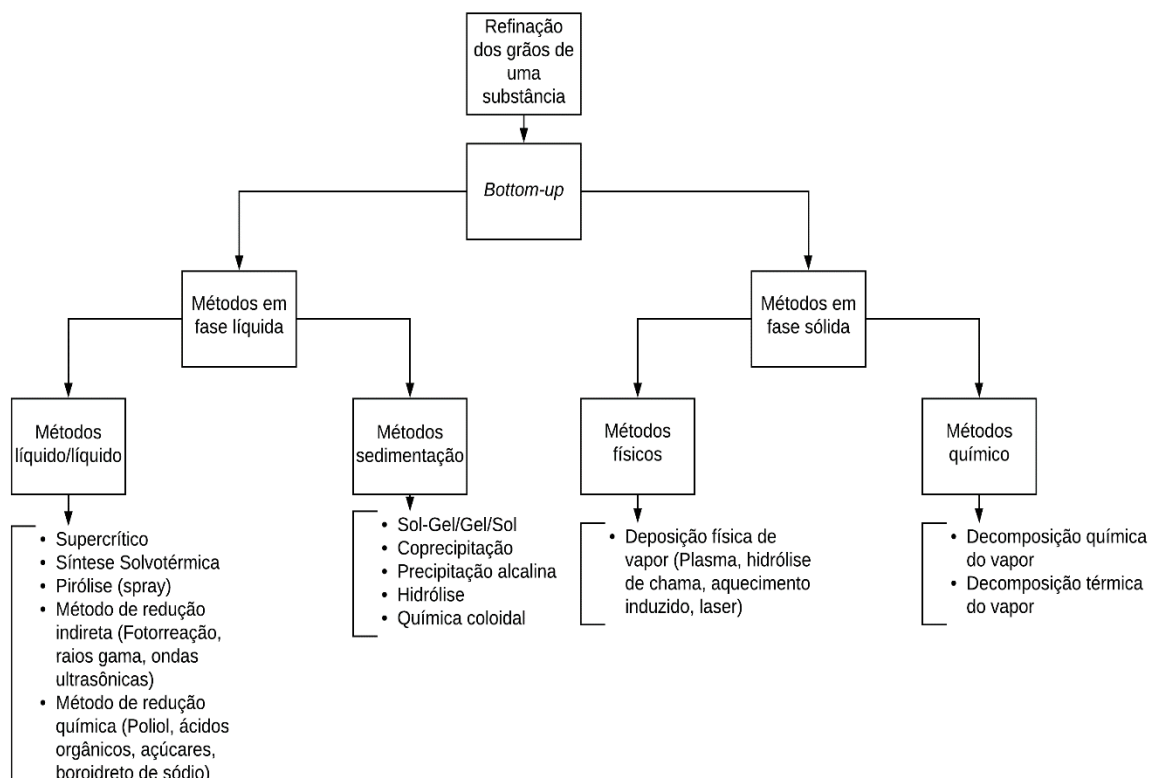 Refinação
dos grãos de
uma
substância
Bottom-up
Métodos em
fase líquida
Métodos em
fase sólida
Métodos
líquido/líquido
Métodos
sedimentação
Métodos
físicos
Métodos
químico
• Supercrítico
• Síntese Solvotérmica
• Pirólise (spray)
• Método de redução
indireta (Fotorreação,
raios gama, ondas
ultrasônicas)
• Método de redução
química (Poliol, ácidos
orgânicos, açúcares,
boroidreto de sódio)
• Sol-Gel/Gel/Sol
• Coprecipitação
• Precipitação alcalina
• Hidrólise
• Química coloidal
• Deposição física de
vapor (Plasma, hidrólise
de chama, aquecimento
induzido, laser)
• Decomposição química
do vapor
• Decomposição térmica
do vapor